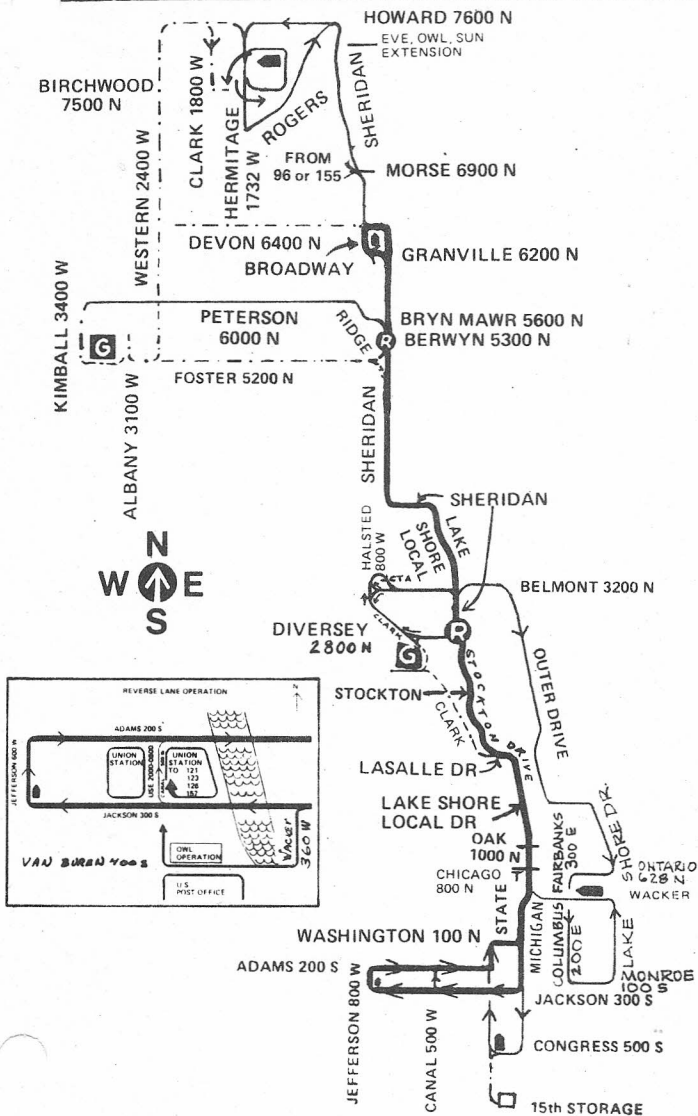 HOWARD 7600 N
EVE, OWL, SUN
EXTENSION
BIRCHWOOD
7500 N
CLARK 1800 W
HERMITAGE
1732 W
ROGERS
SHERIDAN
WESTERN 2400 W
FROM
96 or 155
MORSE 6900 N
DEVON 6400 N
BROADWAY
GRANVILLE 6200 N
KIMBALL 3400 W
G
PETERSON
6000 N
RIDGE
BRYN MAWR 5600 N
R
BERWYN 5300 N
FOSTER 5200 N
ALBANY 3100 W
SHERIDAN
SHERIDAN
LAKE
SHORE
LOCAL
HALSTED
800 W
CTA
BELMONT 3200 N
N
W E
S
DIVERSEY
2800 N
CLARK
R
G
STOCKTON
STOCKTON DRIVE
CLARK
OUTER DRIVE
LASALLE DR
LAKE SHORE
LOCAL DR
OAK
1000 N
CHICAGO
800 N
FAIRBANKS
300 E
SHORE DR.
ONTARIO
628 N
WACKER
STATE
MICHIGAN
COLUMBUS
200 E
LAKE
WASHINGTON 100 N
ADAMS 200 S
MONROE
100 S
JACKSON 300 S
JEFFERSON 800 W
CANAL 500 W
CONGRESS 500 S
15th STORAGE
REVERSE LANE OPERATION
ADAMS 200 S
JEFFERSON 600 W
UNION
STATION
USE 2000-0800
CANAL 500 W
UNION
STATION
TO 121
123
126
157
JACKSON 300 S
OWL
OPERATION
WACKER
360 W
VAN BUREN 400 S
U.S
POST OFFICE